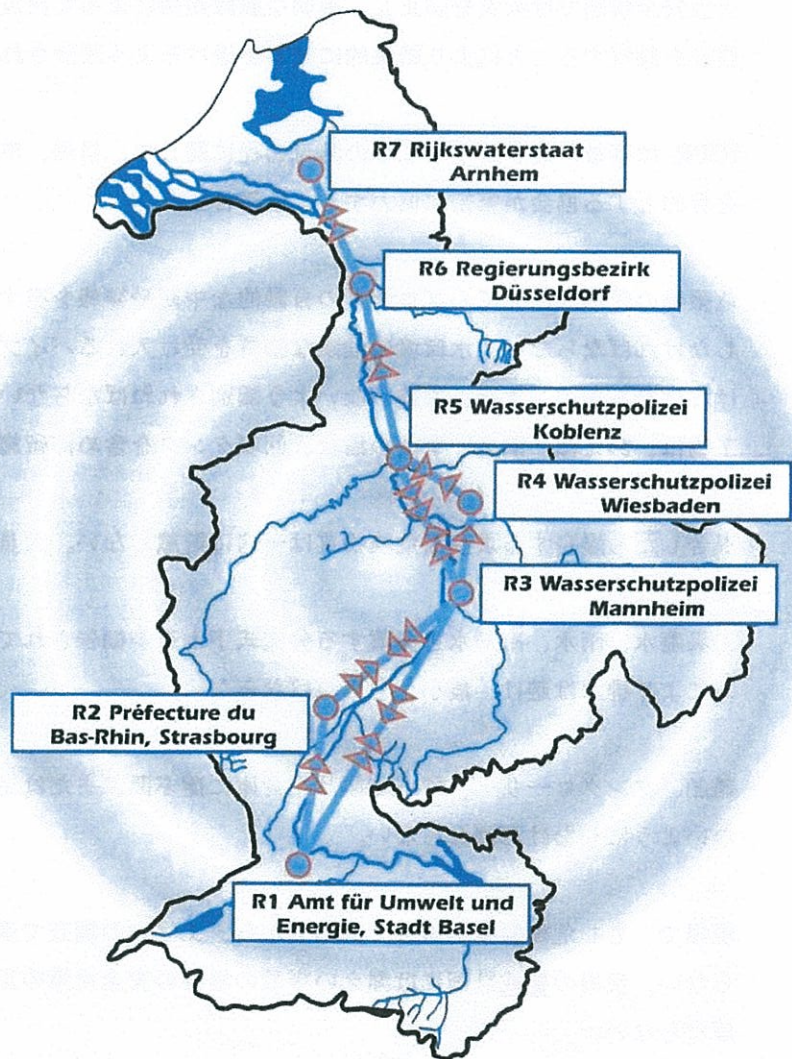 R7 Rijkswaterstaat
Arnhem
R6 Regierungsbezirk
Düsseldorf
R5 Wasserschutzpolizei
Koblenz
R4 Wasserschutzpolizei
Wiesbaden
R3 Wasserschutzpolizei
Mannheim
R2 Préfecture du
Bas-Rhin, Strasbourg
R1 Amt für Umwelt und
Energie, Stadt Basel